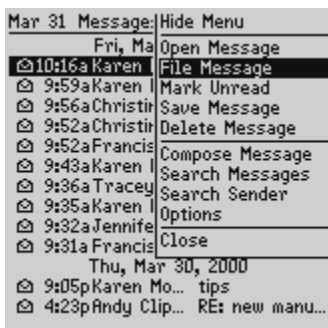 Mar 31 Message:
Hide Menu
Fri, Ma
Open Message
10:16a Karen
File Message
9:59a Karen
Mark Unread
9:56a Christin
Save Message
9:52a Christin
Delete Message
9:52a Francis
9:43a Karen
Compose Message
9:36a Tracey
Search Messages
9:35a Karen
Search Sender
9:32a Jennife
Options
9:31a Francis
Close
Thu, Mar 30, 2000
9:05p Karen Mo... tips
4:23p Andy Clip... RE: new manu...